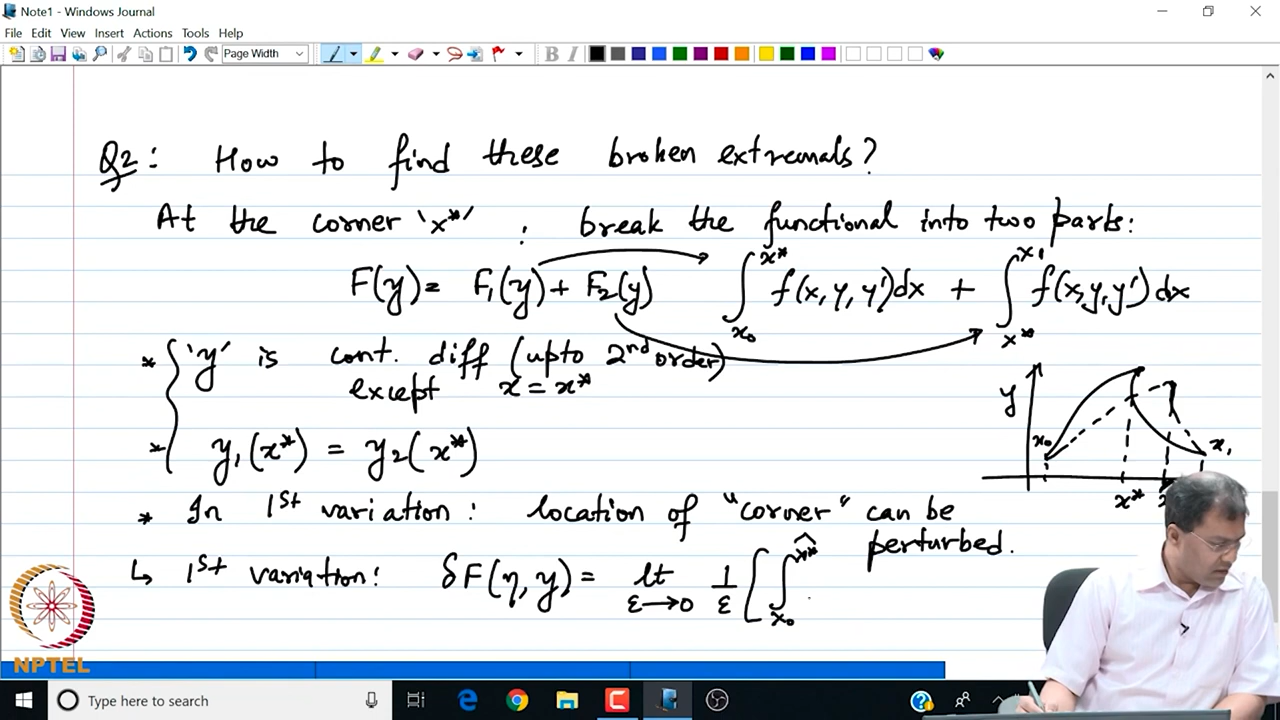 Note1 - Windows Journal
File Edit View Insert Actions Tools Help
Page Width
B I
Q2: How to find these broken extremals?
At the corner 'x*' : break the functional into two parts:
F(y) = F₁(y) + F₂(y) ∫_{x₀}^{x*} f(x, y, y')dx + ∫_{x*}^{x₁} f(x, y, y')dx
* 'y' is cont. diff (upto 2nd order)
except x = x*
* y₁(x*) = y₂(x*)
y
x₀
x₁
x*
* In 1st variation: location of "corner" can be
perturbed.
↳ 1st variation: δF(η, y) = lt_{ε→0} 1/ε [ ∫_{x₀}^{x̂*}
NPTEL
Type here to search